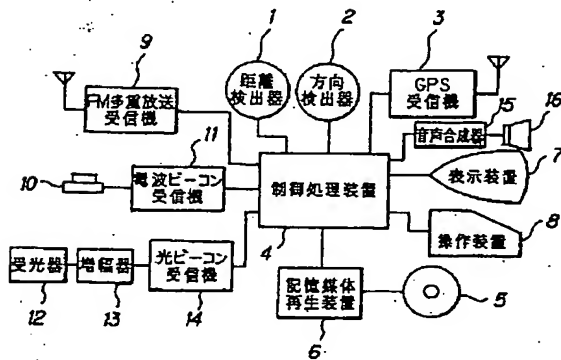 1
2
3
9
距離
検出器
方向
検出器
GPS
受信機
FM多重放送
受信機
15
16
音声合成器
11
10
電波ビーコン
受信機
制御処理装置
4
表示装置
7
操作装置
8
受光器
12
増幅器
13
光ビーコン
受信機
14
記憶媒体
再生装置
6
5